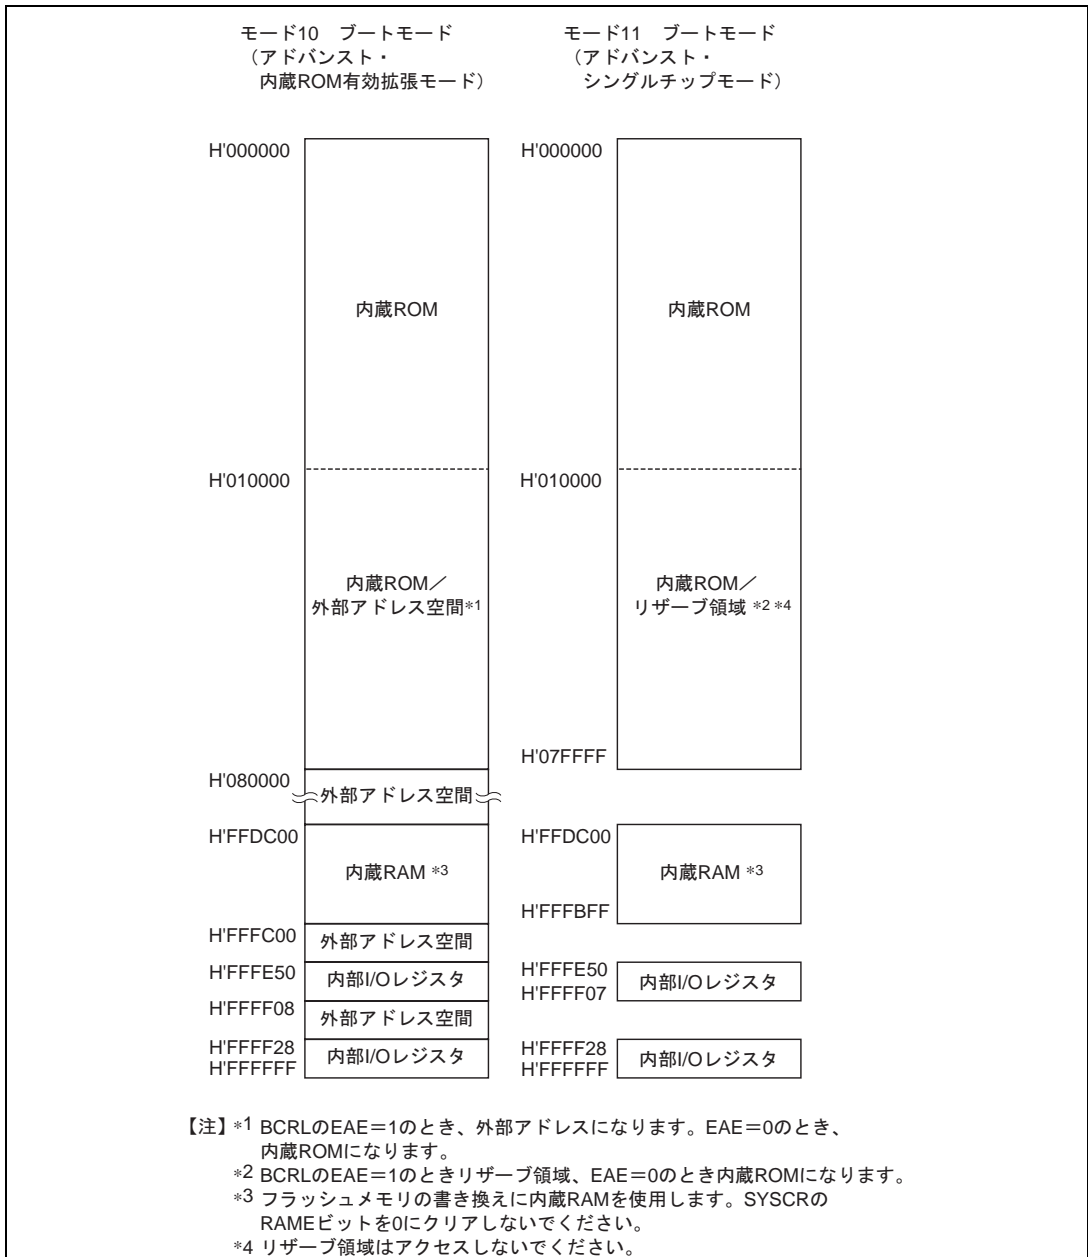 モード10　ブートモード
（アドバンスト・
内蔵ROM有効拡張モード）
モード11　ブートモード
（アドバンスト・
シングルチップモード）
H'000000
内蔵ROM
H'010000
内蔵ROM／
外部アドレス空間*1
H'080000
外部アドレス空間
H'FFDC00
内蔵RAM *3
H'FFFC00
外部アドレス空間
H'FFFE50
内部I/Oレジスタ
H'FFFF08
外部アドレス空間
H'FFFF28
内部I/Oレジスタ
H'FFFFFF
H'000000
内蔵ROM
H'010000
内蔵ROM／
リザーブ領域 *2 *4
H'07FFFF
H'FFDC00
内蔵RAM *3
H'FFFBFF
H'FFFE50
内部I/Oレジスタ
H'FFFF07
H'FFFF28
内部I/Oレジスタ
H'FFFFFF
【注】*1 BCRLのEAE＝1のとき、外部アドレスになります。EAE＝0のとき、
内蔵ROMになります。
*2 BCRLのEAE＝1のときリザーブ領域、EAE＝0のとき内蔵ROMになります。
*3 フラッシュメモリの書き換えに内蔵RAMを使用します。SYSCRの
RAMEビットを0にクリアしないでください。
*4 リザーブ領域はアクセスしないでください。